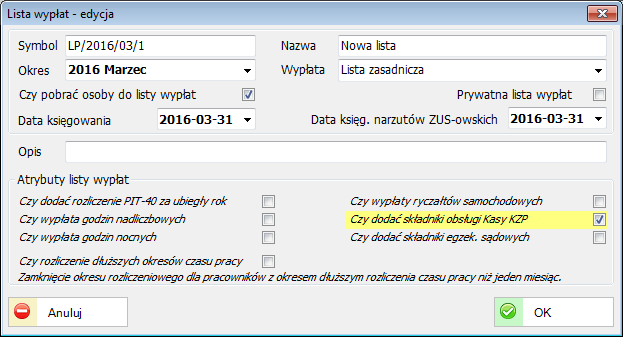 Lista wypłat - edycja
Symbol LP/2016/03/1 Nazwa Nowa lista
Okres 2016 Marzec Wypłata Lista zasadnicza
Czy pobrać osoby do listy wypłat Prywatna lista wypłat
Data księgowania 2016-03-31 Data księg. narzutów ZUS-owskich 2016-03-31
Opis
Atrybuty listy wypłat
Czy dodać rozliczenie PIT-40 za ubiegły rok Czy wypłaty ryczałtów samochodowych
Czy wypłata godzin nadliczbowych Czy dodać składniki obsługi Kasy KZP
Czy wypłata godzin nocnych Czy dodać składniki egzek. sądowych
Czy rozliczenie dłuższych okresów czasu pracy
Zamknięcie okresu rozliczeniowego dla pracowników z okresem dłuższym rozliczenia czasu pracy niż jeden miesiąc.
Anuluj OK